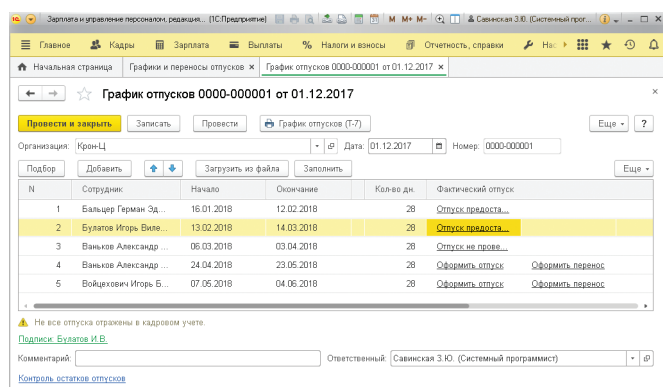 Зарплата и управление персоналом, редакция... (1С:Предприятие) M M+ M- Савинская З.Ю. (Системный прог...
Главное Кадры Зарплата Выплаты % Налоги и взносы Отчетность, справки Нас
Начальная страница Графики и переносы отпусков × График отпусков 0000-000001 от 01.12.2017 ×
График отпусков 0000-000001 от 01.12.2017 ×
Провести и закрыть Записать Провести График отпусков (Т-7) Еще ?
Организация: Крон-Ц Дата: 01.12.2017 Номер: 0000-000001
Подбор Добавить Загрузить из файла Заполнить Еще
N Сотрудник Начало Окончание Кол-во дн. Фактический отпуск
1 Бальцер Герман Эд... 16.01.2018 12.02.2018 28 Отпуск предоста...
2 Булатов Игорь Виле... 13.02.2018 14.03.2018 28 Отпуск предоста...
3 Ваньков Александр ... 06.03.2018 03.04.2018 28 Отпуск не прове...
4 Ваньков Александр ... 24.04.2018 23.05.2018 28 Оформить отпуск Оформить перенос
5 Войцехович Игорь Б... 07.05.2018 04.06.2018 28 Оформить отпуск Оформить перенос
Не все отпуска отражены в кадровом учете.
Подписи: Булатов И.В.
Комментарий: Ответственный: Савинская З.Ю. (Системный программист)
Контроль остатков отпусков